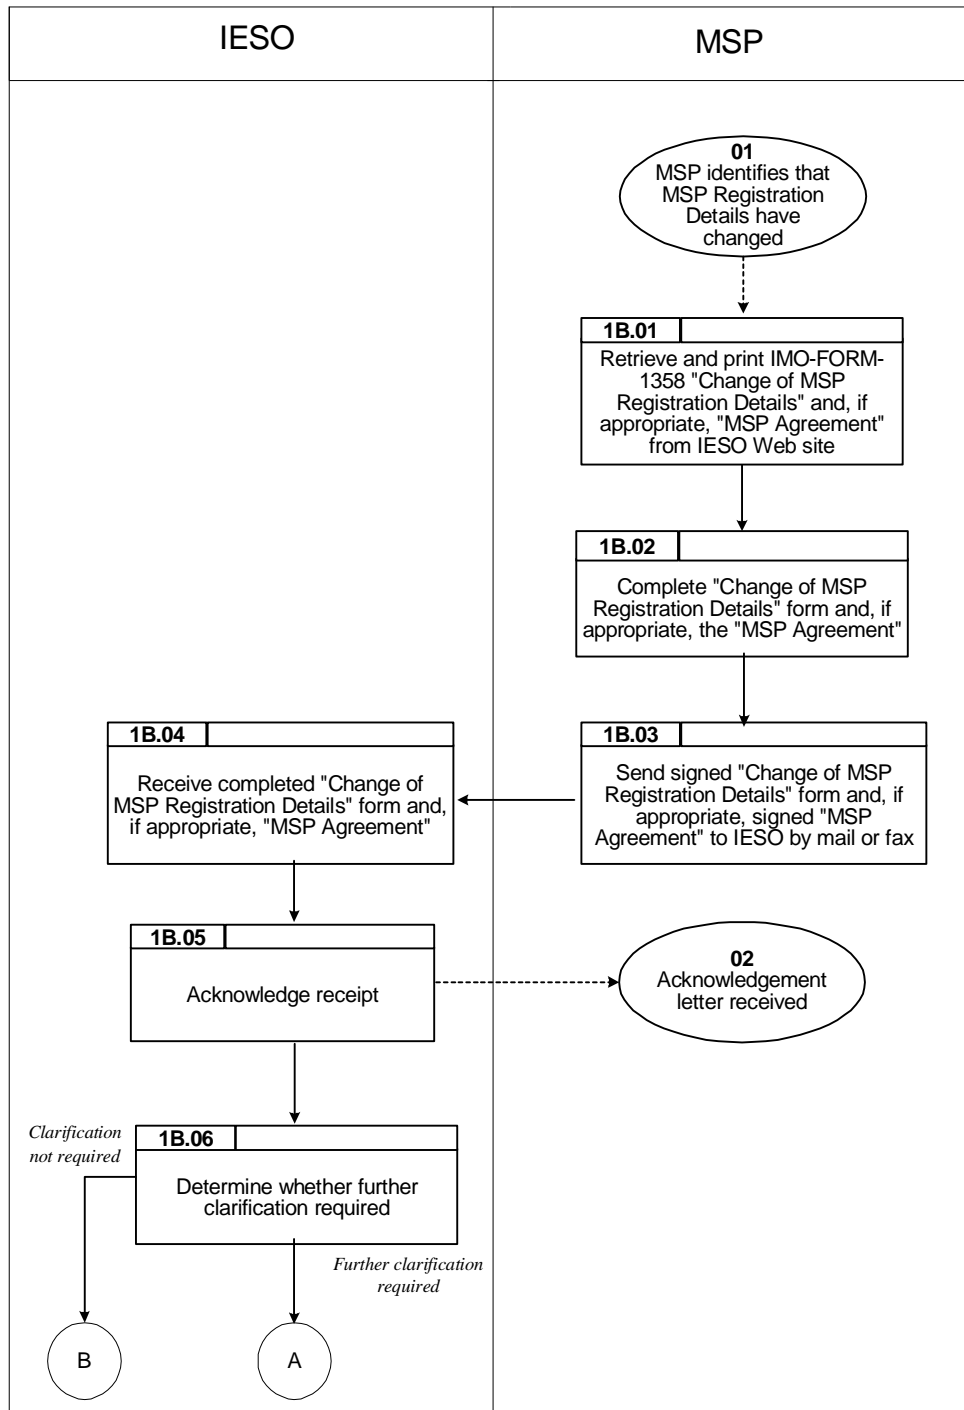 IESO
MSP
01
MSP identifies that
MSP Registration
Details have
changed
1B.01
Retrieve and print IMO-FORM-
1358 "Change of MSP
Registration Details" and, if
appropriate, "MSP Agreement"
from IESO Web site
1B.02
Complete "Change of MSP
Registration Details" form and, if
appropriate, the "MSP Agreement"
1B.03
Send signed "Change of MSP
Registration Details" form and, if
appropriate, signed "MSP
Agreement" to IESO by mail or fax
1B.04
Receive completed "Change of
MSP Registration Details" form and,
if appropriate, "MSP Agreement"
1B.05
Acknowledge receipt
02
Acknowledgement
letter received
1B.06
Determine whether further
clarification required
Clarification
not required
Further clarification
required
B
A